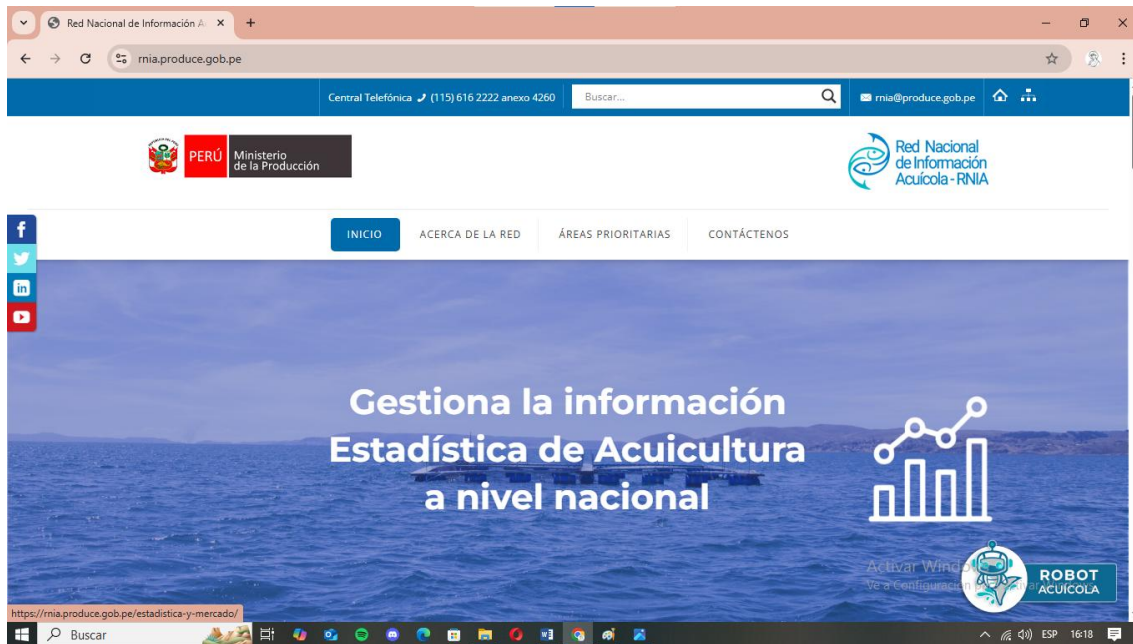 Red Nacional de Información A
rnia.produce.gob.pe
Central Telefónica (115) 616 2222 anexo 4260
Buscar...
rnia@produce.gob.pe
PERÚ
Ministerio
de la Producción
Red Nacional
de Información
Acuícola - RNIA
INICIO
ACERCA DE LA RED
ÁREAS PRIORITARIAS
CONTÁCTENOS
Gestiona la información
Estadística de Acuicultura
a nivel nacional
Activar Wind
Ve a Configuración
ROBOT
ACUÍCOLA
https://rnia.produce.gob.pe/estadistica-y-mercado/
Buscar
ESP
16:18